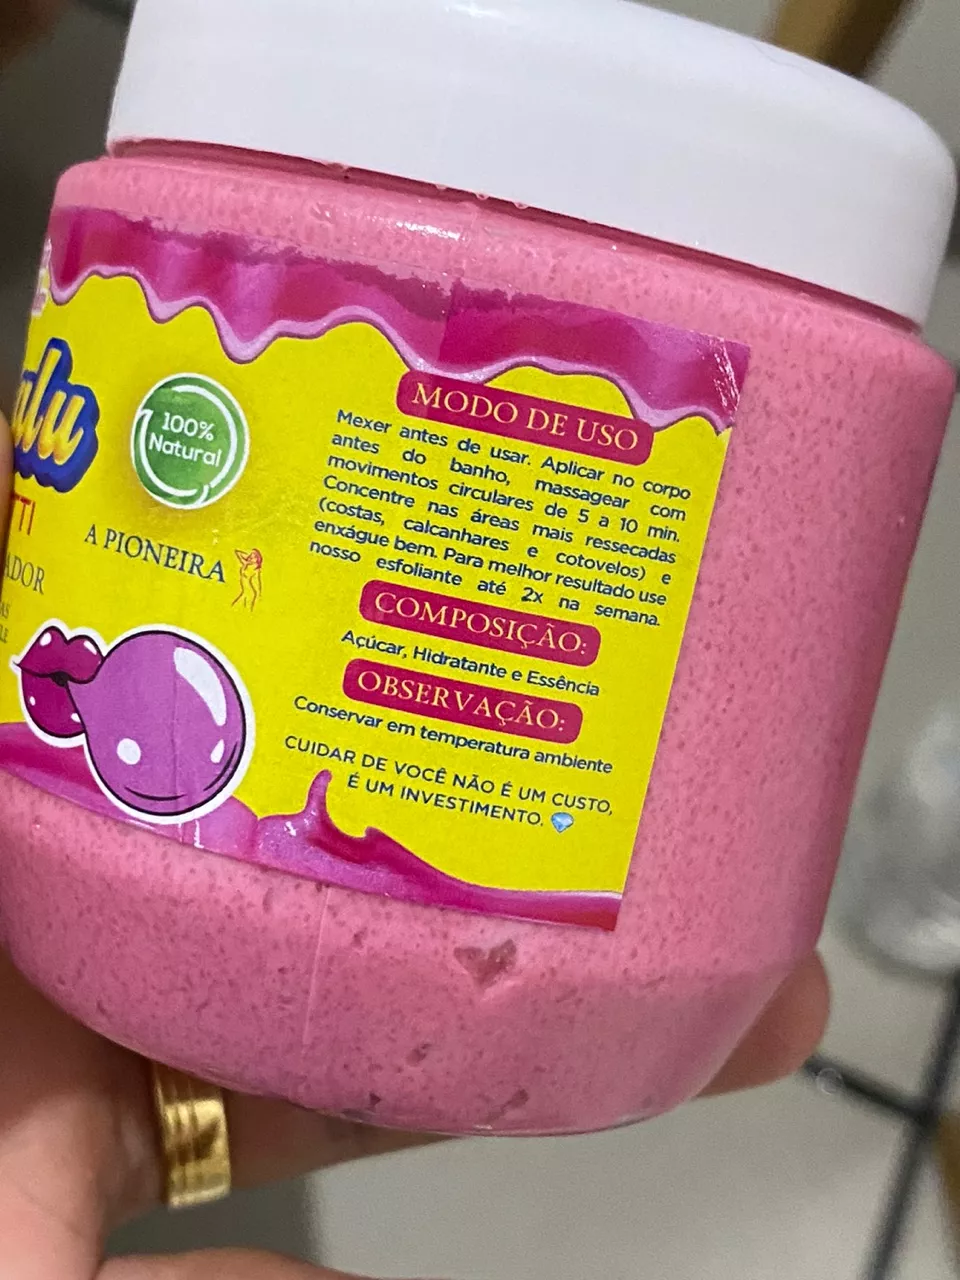 100%
Natural
A PIONEIRA
MODO DE USO
Mexer antes de usar. Aplicar no corpo
antes do banho, massagear com
movimentos circulares de 5 a 10 min.
Concentre nas áreas mais ressecadas
(costas, calcanhares e cotovelos) e
enxágue bem. Para melhor resultado use
nosso esfoliante até 2x na semana.
COMPOSIÇÃO:
Açúcar, Hidratante e Essência
OBSERVAÇÃO:
Conservar em temperatura ambiente
CUIDAR DE VOCÊ NÃO É UM CUSTO,
É UM INVESTIMENTO.